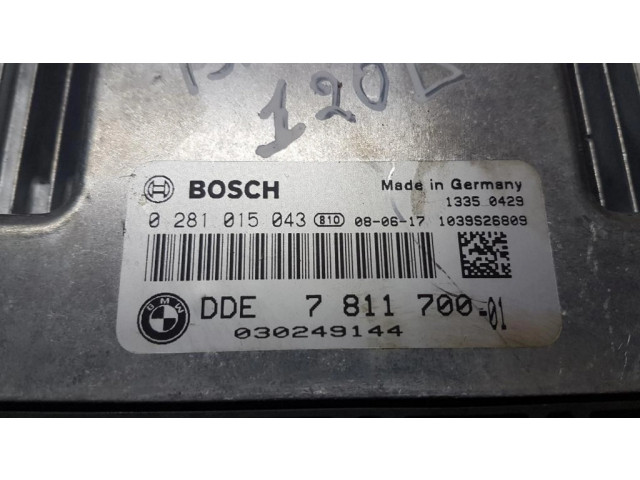 120D
BOSCH
Made in Germany
1335 0429
0 281 015 043 810 08-06-17 1039S26809
BMW DDE 7 811 700-01
030249144